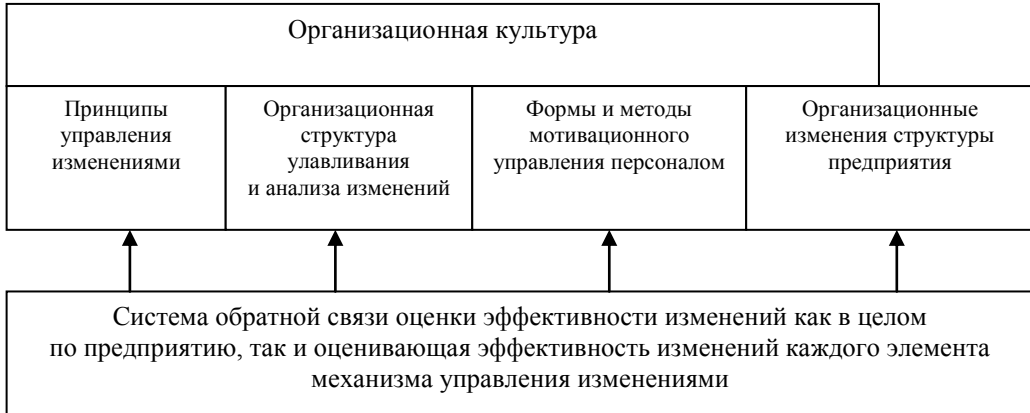 Организационная культура
Принципы
управления
изменениями
Организационная
структура
улавливания
и анализа изменений
Формы и методы
мотивационного
управления персоналом
Организационные
изменения структуры
предприятия
Система обратной связи оценки эффективности изменений как в целом
по предприятию, так и оценивающая эффективность изменений каждого элемента
механизма управления изменениями